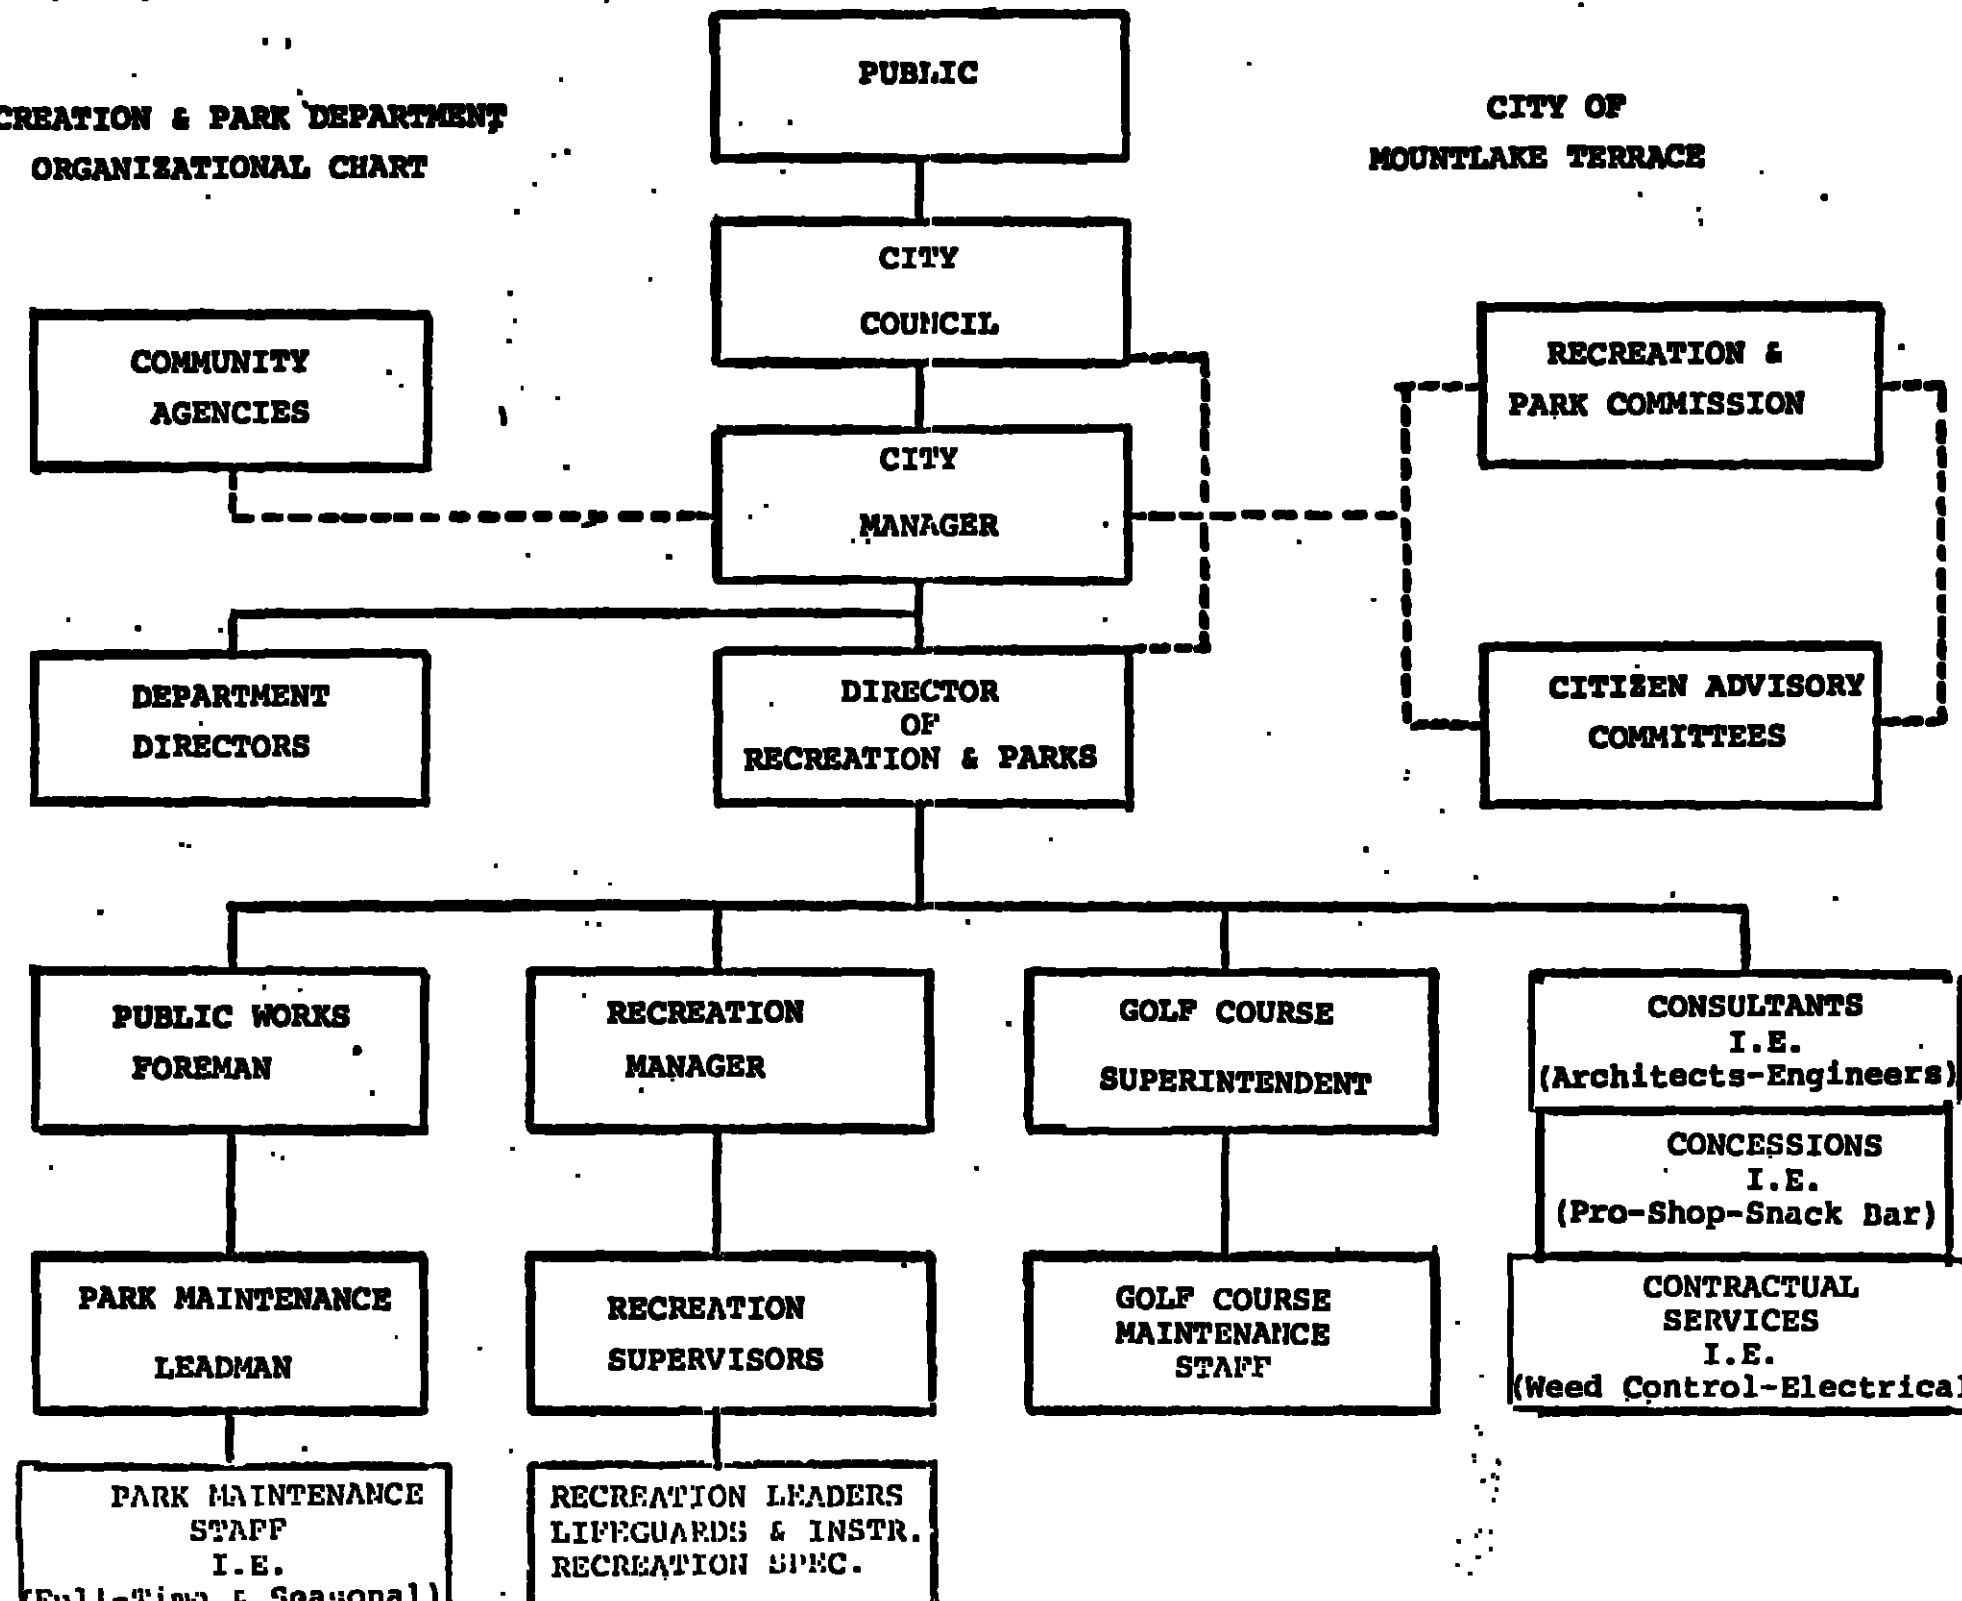 PUBLIC
CREATION & PARK DEPARTMENT
ORGANIZATIONAL CHART
CITY OF
MOUNTLAKE TERRACE
CITY
COUNCIL
COMMUNITY
AGENCIES
RECREATION &
PARK COMMISSION
CITY
MANAGER
DEPARTMENT
DIRECTORS
DIRECTOR
OF
RECREATION & PARKS
CITIZEN ADVISORY
COMMITTEES
PUBLIC WORKS
FOREMAN
RECREATION
MANAGER
GOLF COURSE
SUPERINTENDENT
CONSULTANTS
I.E.
(Architects-Engineers)
CONCESSIONS
I.E.
(Pro-Shop-Snack Bar)
PARK MAINTENANCE
LEADMAN
RECREATION
SUPERVISORS
GOLF COURSE
MAINTENANCE
STAFF
CONTRACTUAL
SERVICES
I.E.
(Weed Control-Electrical
PARK MAINTENANCE
STAFF
I.E.
(Full-Time & Seasonal)
RECREATION LEADERS
LIFEGUARDS & INSTR.
RECREATION SPEC.